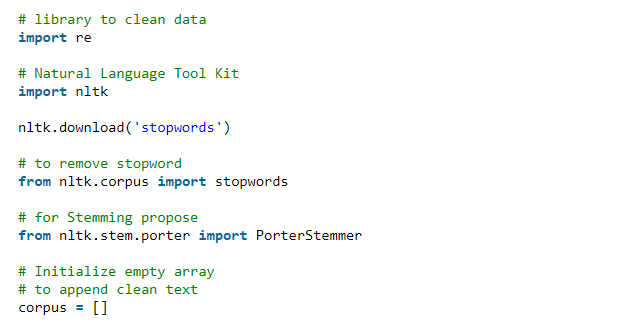 # library to clean data
import re
# Natural Language Tool Kit
import nltk
nltk.download('stopwords')
# to remove stopword
from nltk.corpus import stopwords
# for Stemming propose
from nltk.stem.porter import PorterStemmer
# Initialize empty array
# to append clean text
corpus = []